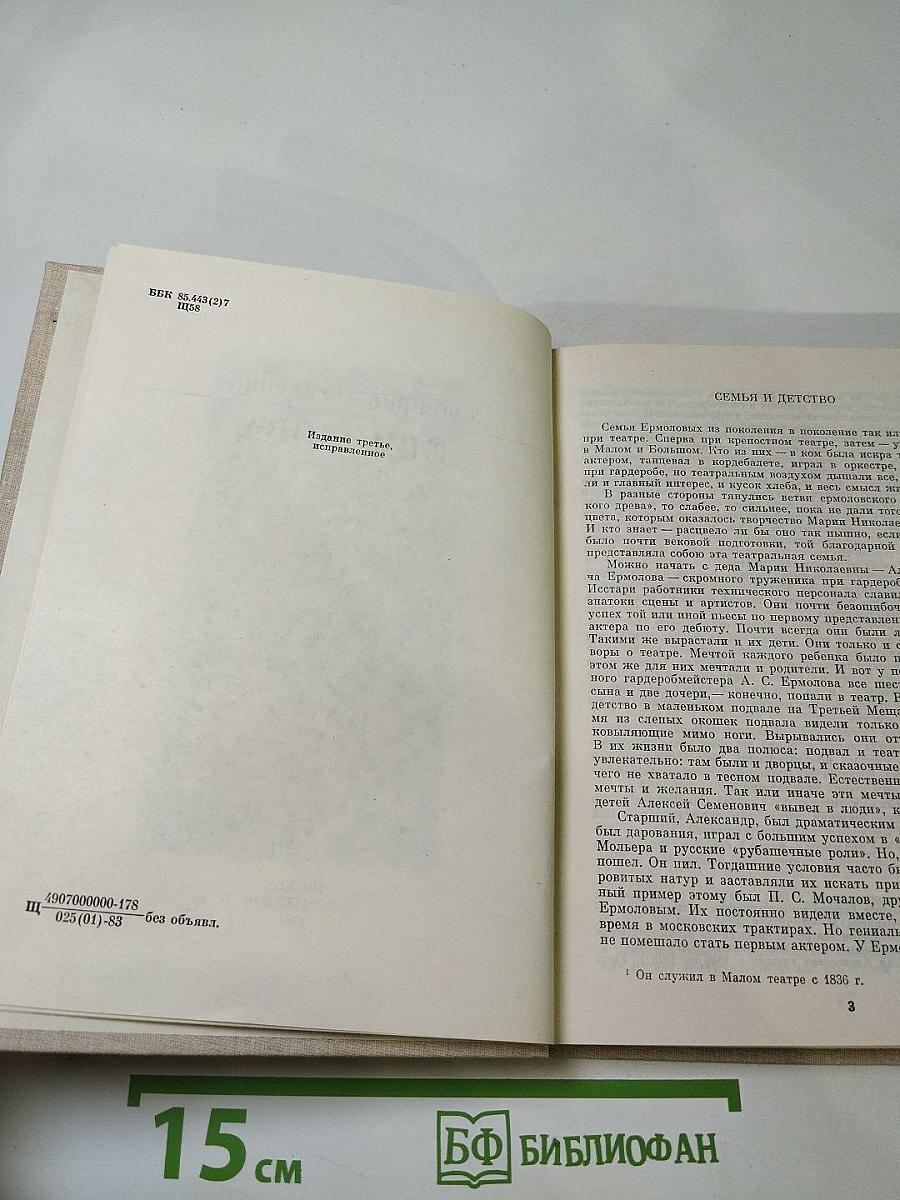 ББК 85.443(2)7
Щ58
Издание третье,
исправленное
Щ 4907000000-178
025(01)-83 без объявл.
СЕМЬЯ И ДЕТСТВО
Семья Ермоловых из поколения в поколение так ил
при театре. Сперва при крепостном театре, затем — у
в Малом и Большом. Кто из них — в ком была искра т
актером, танцевал в кордебалете, играл в оркестре,
при гардеробе, но театральным воздухом дышали все,
ли и главный интерес, и кусок хлеба, и весь смысл ж
В разные стороны тянулись ветви ермоловского
кого древа», то слабее, то сильнее, пока не дали того
цвета, которым оказалось творчество Марии Николае
И кто знает — расцвело ли бы оно так пышно, если
было почти вековой подготовки, той благодарной
представляла собою эта театральная семья.
Можно начать с деда Марии Николаевны — Ал
ча Ермолова — скромного труженика при гардероб
Исстари работники технического персонала славил
знатоки сцены и артистов. Они почти безошибоч
успех той или иной пьесы по первому представлен
актера по его дебюту. Почти всегда они были л
Такими же вырастали и их дети. Они только и с
воры о театре. Мечтой каждого ребенка было п
этом же для них мечтали и родители. И вот у п
ного гардеробмейстера А. С. Ермолова все шест
сына и две дочери,— конечно, попали в театр. В
детство в маленьком подвале на Третьей Меща
мя из слепых окошек подвала видели только
ковыляющие мимо ноги. Вырывались они от
В их жизни было два полюса: подвал и теат
увлекательно: там были и дворцы, и сказочные
чего не хватало в тесном подвале. Естествен
мечты и желания. Так или иначе эти мечты
детей Алексей Семенович «вывел в люди», к
Старший, Александр, был драматическим
был дарования, играл с большим успехом в «
Мольера и русские «рубашечные роли». Но,
пошел. Он пил. Тогдашние условия часто бы
ровитых натур и заставляли их искать при
ный пример этому был П. С. Мочалов, дру
Ермоловым. Их постоянно видели вместе,
время в московских трактирах. Но гениаль
не помешало стать первым актером. У Ермо
¹ Он служил в Малом театре с 1836 г.
3
15 см
БФ БИБЛИОФАН